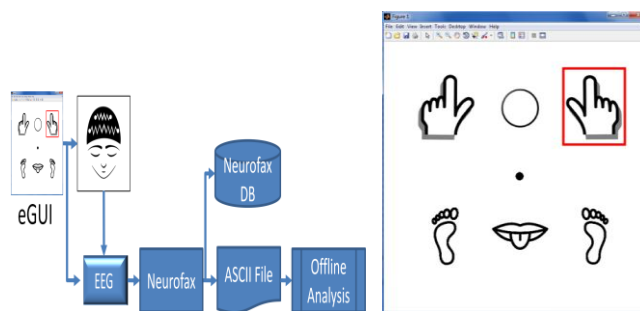 eGUI
EEG
Neurofax
Neurofax
DB
ASCII File
Offline
Analysis
Figure 1
File Edit View Insert Tools Desktop Window Help